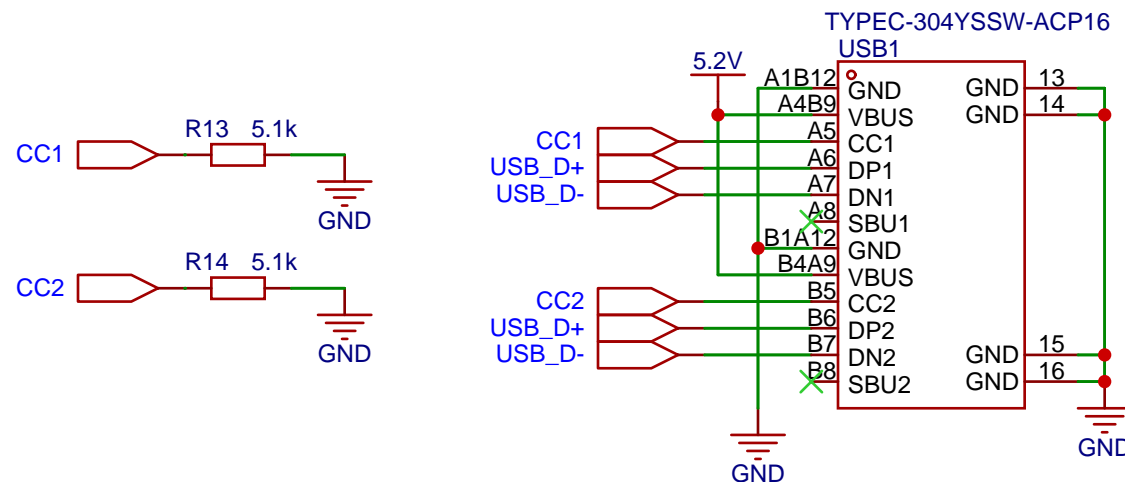 CC1
R13 5.1k
GND
CC2
R14 5.1k
GND
TYPEC-304YSSW-ACP16
USB1
5.2V
A1B12 GND
A4B9 VBUS
CC1 A5 CC1
USB_D+ A6 DP1
USB_D- A7 DN1
A8 SBU1
B1A12 GND
B4A9 VBUS
CC2 B5 CC2
USB_D+ B6 DP2
USB_D- B7 DN2
B8 SBU2
GND 13
GND 14
GND 15
GND 16
GND
GND